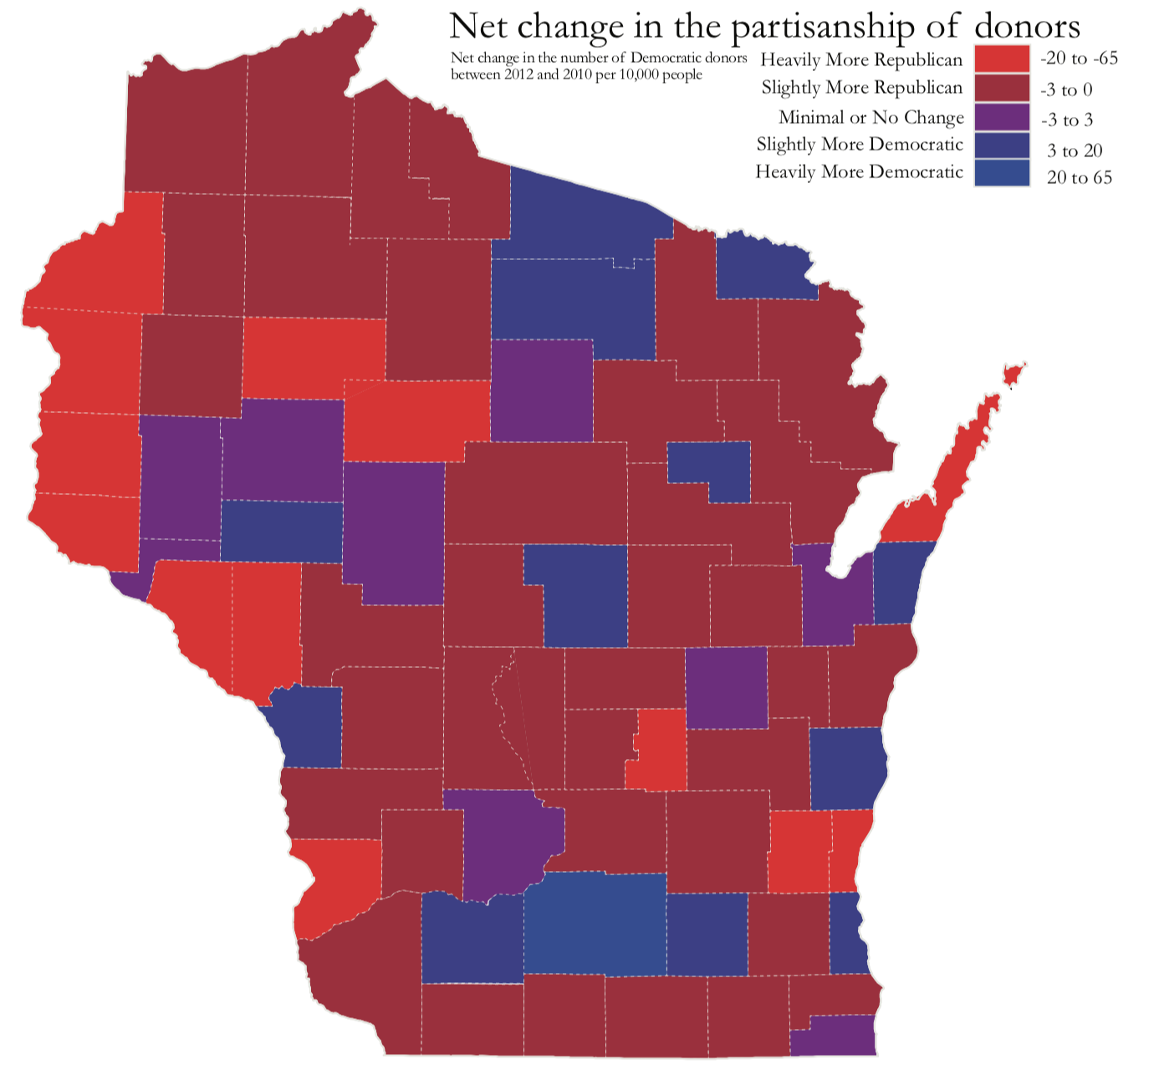 Net change in the partisanship of donors
Net change in the number of Democratic donors
between 2012 and 2010 per 10,000 people
Heavily More Republican -20 to -65
Slightly More Republican -3 to 0
Minimal or No Change -3 to 3
Slightly More Democratic 3 to 20
Heavily More Democratic 20 to 65